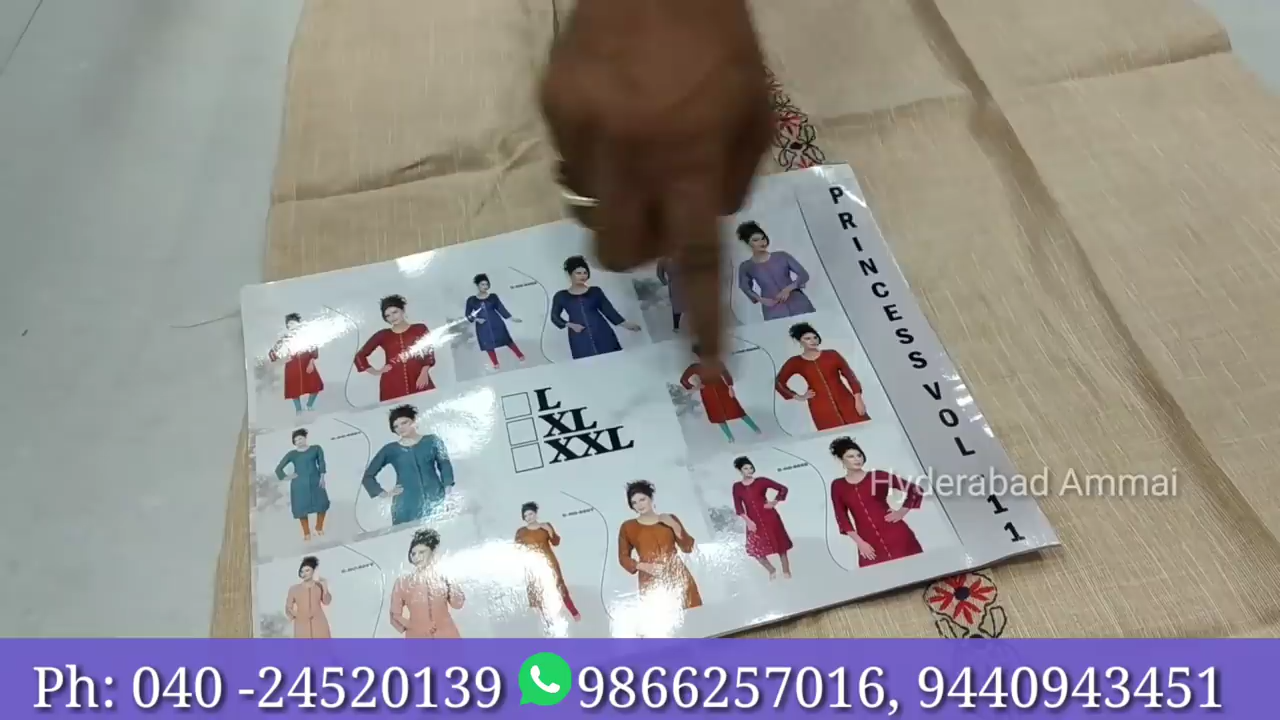 PRINCESS VOL - 11
L
XL
XXL
Hyderabad Ammai
Ph: 040 -24520139 9866257016, 9440943451